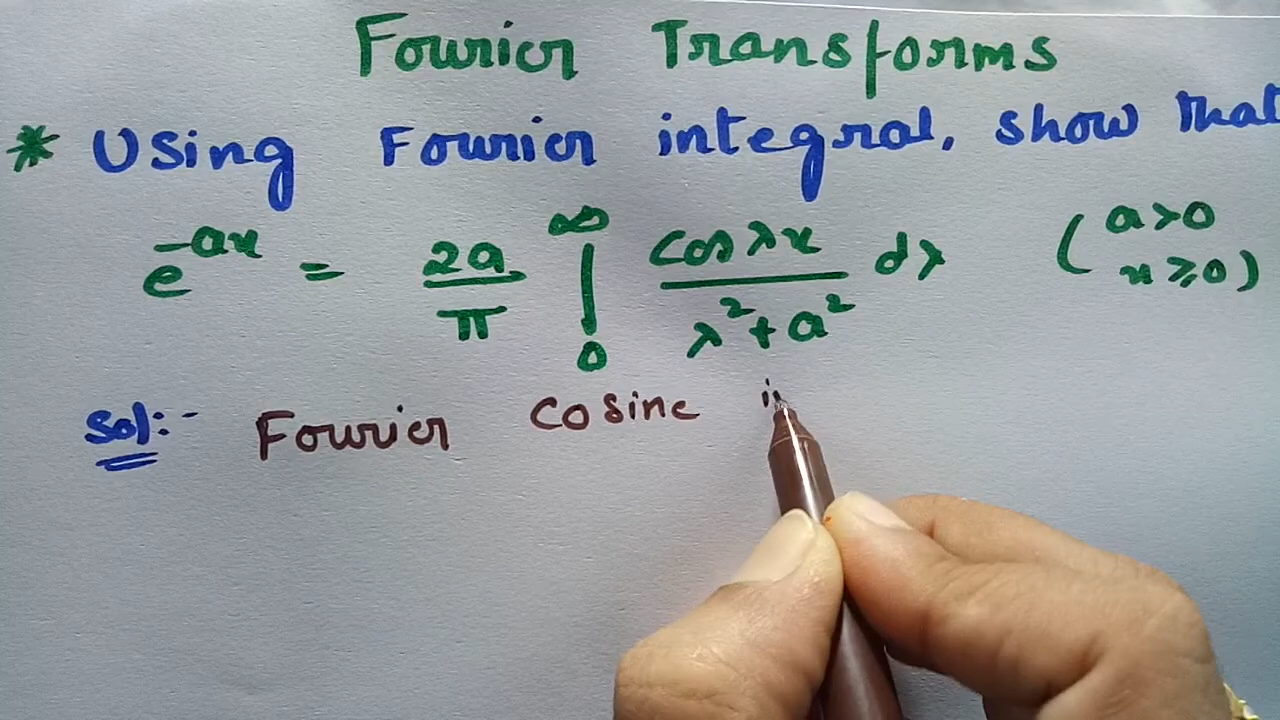 Fourier Transforms
* Using Fourier integral, show that
e^-ax = 2a/π ∫₀^∞ cos λx / λ²+a² dλ (a>0 x≥0)
Sol:- Fourier cosine i